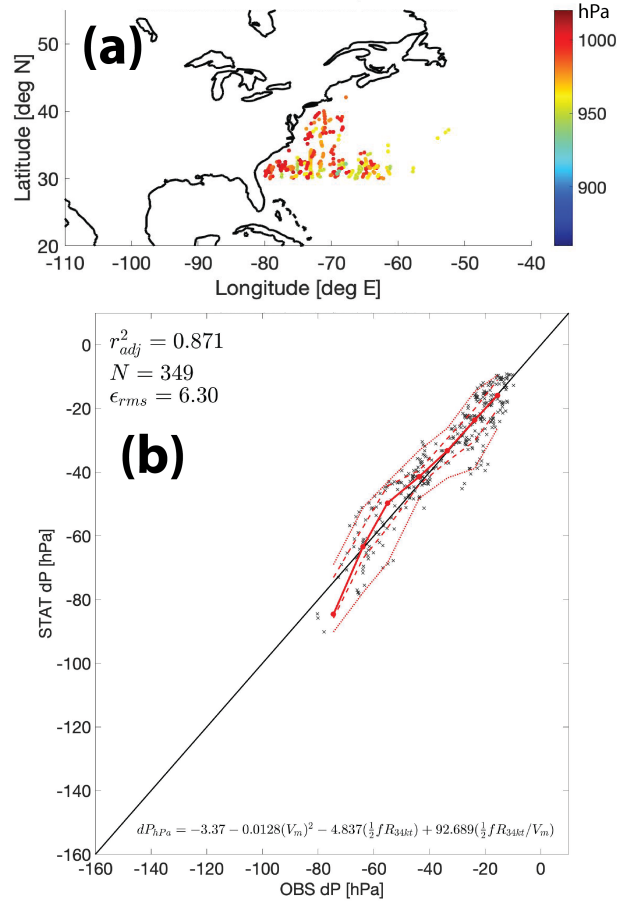 hPa
(a)
50
40
30
20
Latitude [deg N]
-110 -100 -90 -80 -70 -60 -50 -40
Longitude [deg E]
1000
950
900
r²adj = 0.871
N = 349
ϵrms = 6.30
(b)
0
-20
-40
-60
-80
-100
-120
-140
-160
STAT dP [hPa]
dPhPa = −3.37 − 0.0128(Vm)² − 4.837(½fR34kt) + 92.689(½fR34kt/Vm)
-160 -140 -120 -100 -80 -60 -40 -20 0
OBS dP [hPa]